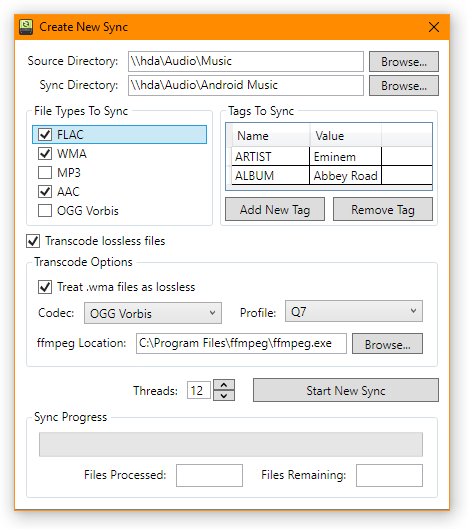 Create New Sync
Source Directory: \\hda\Audio\Music Browse...
Sync Directory: \\hda\Audio\Android Music Browse...
File Types To Sync Tags To Sync
FLAC
Name Value
WMA
ARTIST Eminem
MP3
ALBUM Abbey Road
AAC
OGG Vorbis
Add New Tag Remove Tag
Transcode lossless files
Transcode Options
Treat .wma files as lossless
Codec: OGG Vorbis Profile: Q7
ffmpeg Location: C:\Program Files\ffmpeg\ffmpeg.exe Browse...
Threads: 12 Start New Sync
Sync Progress
Files Processed: Files Remaining: